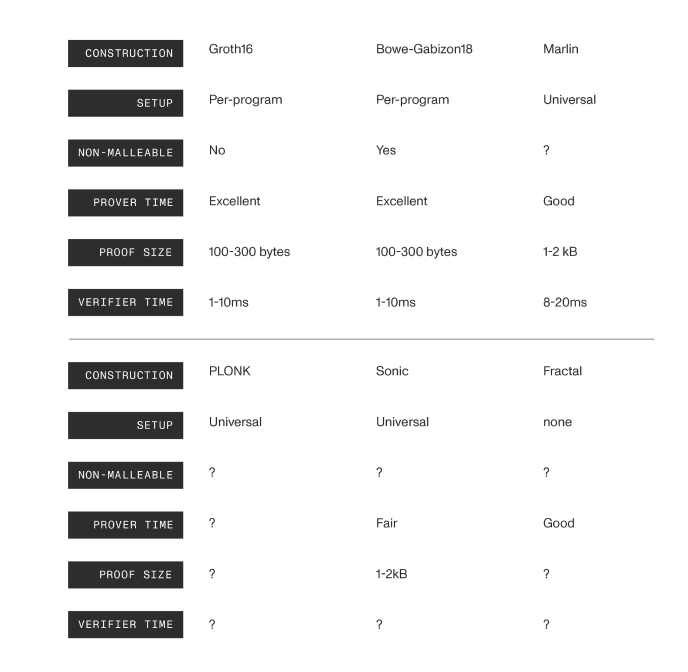 CONSTRUCTION Groth16 Bowe-Gabizon18 Marlin
SETUP Per-program Per-program Universal
NON-MALLEABLE No Yes ?
PROVER TIME Excellent Excellent Good
PROOF SIZE 100-300 bytes 100-300 bytes 1-2 kB
VERIFIER TIME 1-10ms 1-10ms 8-20ms
CONSTRUCTION PLONK Sonic Fractal
SETUP Universal Universal none
NON-MALLEABLE ? ? ?
PROVER TIME ? Fair Good
PROOF SIZE ? 1-2kB ?
VERIFIER TIME ? ? ?